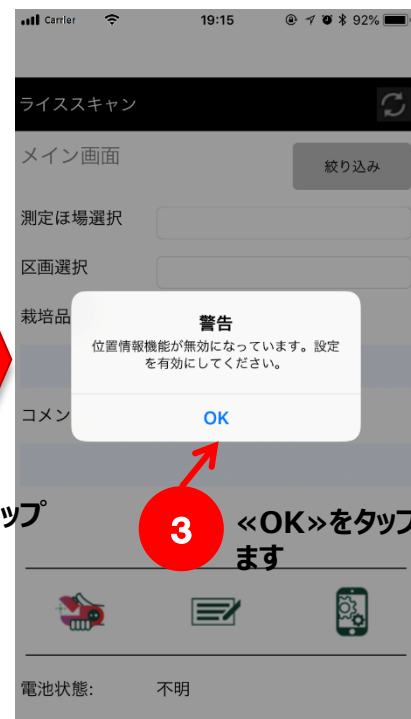 Carrier 19:15 92%
ライススキャン
メイン画面
絞り込み
測定ほ場選択
区画選択
栽培品
警告
位置情報機能が無効になっています。設定
を有効にしてください。
コメン
OK
ップ
3 ≪OK≫をタップ
ます
電池状態: 不明